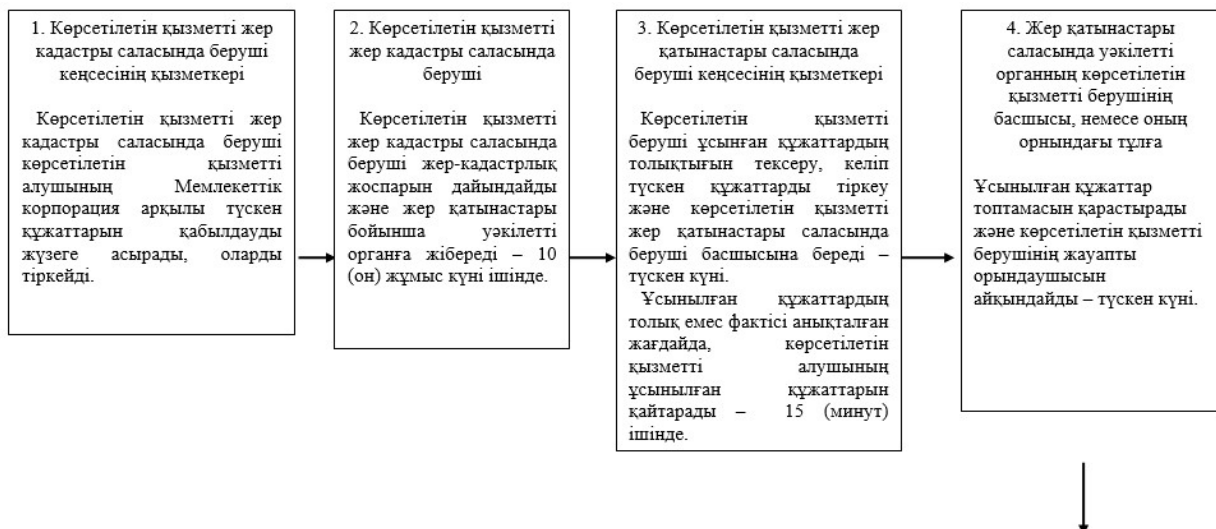 1. Көрсетілетін қызметті жер
кадастры саласында беруші
кеңсесінің қызметкері
Көрсетілетін қызметті жер
кадастры саласында беруші
көрсетілетін қызметті
алушының Мемлекеттік
корпорация арқылы түскен
құжаттарын қабылдауды
жүзеге асырады, оларды
тіркейді.
2. Көрсетілетін қызметті
жер кадастры саласында
беруші
Көрсетілетін қызметті
жер кадастры саласында
беруші жер-кадастрлық
жоспарын дайындайды
және жер қатынастары
бойынша уәкілетті
органға жібереді – 10
(он) жұмыс күні ішінде.
3. Көрсетілетін қызметті жер
қатынастары саласында
беруші кеңсесінің қызметкері
Көрсетілетін қызметті
беруші ұсынған құжаттардың
толықтығын тексеру, келіп
түскен құжаттарды тіркеу
және көрсетілетін қызметті
жер қатынастары саласында
беруші басшысына береді –
түскен күні.
Ұсынылған құжаттардың
толық емес фактісі анықталған
жағдайда, көрсетілетін
қызметті алушының
ұсынылған құжаттарын
қайтарады – 15 (минут)
ішінде.
4. Жер қатынастары
саласында уәкілетті
органның көрсетілетін
қызметті берушінің
басшысы, немесе оның
орнындағы тұлға
Ұсынылған құжаттар
топтамасын қарастырады
және көрсетілетін қызметті
берушінің жауапты
орындаушысын
айқындайды – түскен күні.